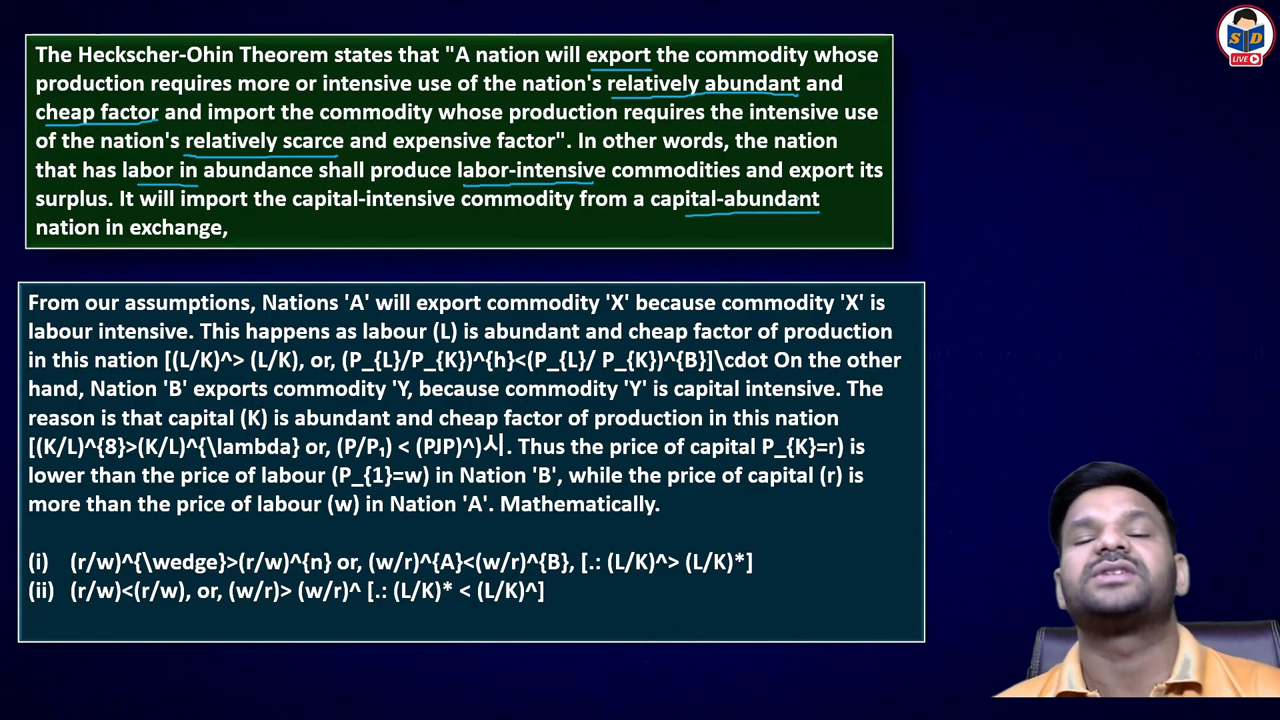 S D
LIVE
The Heckscher-Ohin Theorem states that "A nation will export the commodity whose
production requires more or intensive use of the nation's relatively abundant and
cheap factor and import the commodity whose production requires the intensive use
of the nation's relatively scarce and expensive factor". In other words, the nation
that has labor in abundance shall produce labor-intensive commodities and export its
surplus. It will import the capital-intensive commodity from a capital-abundant
nation in exchange,
From our assumptions, Nations 'A' will export commodity 'X' because commodity 'X' is
labour intensive. This happens as labour (L) is abundant and cheap factor of production
in this nation [(L/K)^> (L/K), or, (P_{L}/P_{K})^{h}<(P_{L}/ P_{K})^{B}]\cdot On the other
hand, Nation 'B' exports commodity 'Y, because commodity 'Y' is capital intensive. The
reason is that capital (K) is abundant and cheap factor of production in this nation
[(K/L)^{8}>(K/L)^{\lambda} or, (P/P₁) < (PJP)^)시. Thus the price of capital P_{K}=r) is
lower than the price of labour (P_{1}=w) in Nation 'B', while the price of capital (r) is
more than the price of labour (w) in Nation 'A'. Mathematically.
(i) (r/w)^{\wedge}>(r/w)^{n} or, (w/r)^{A}<(w/r)^{B}, [.: (L/K)^> (L/K)*]
(ii) (r/w)<(r/w), or, (w/r)> (w/r)^ [.: (L/K)* < (L/K)^]